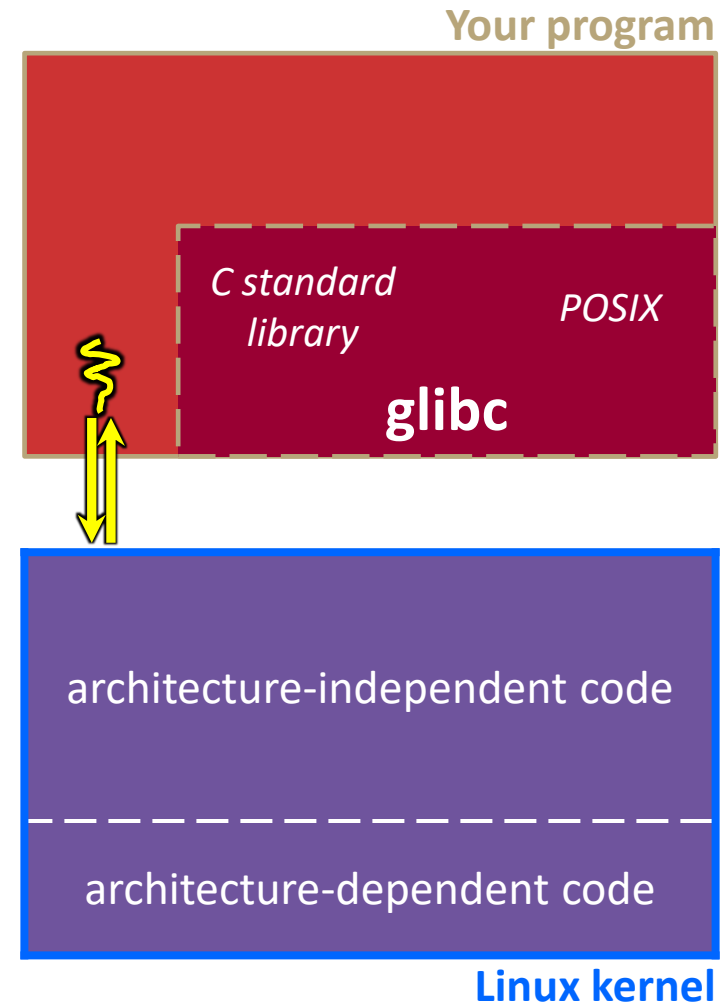 Your program
C standard
library
POSIX
glibc
architecture-independent code
architecture-dependent code
Linux kernel